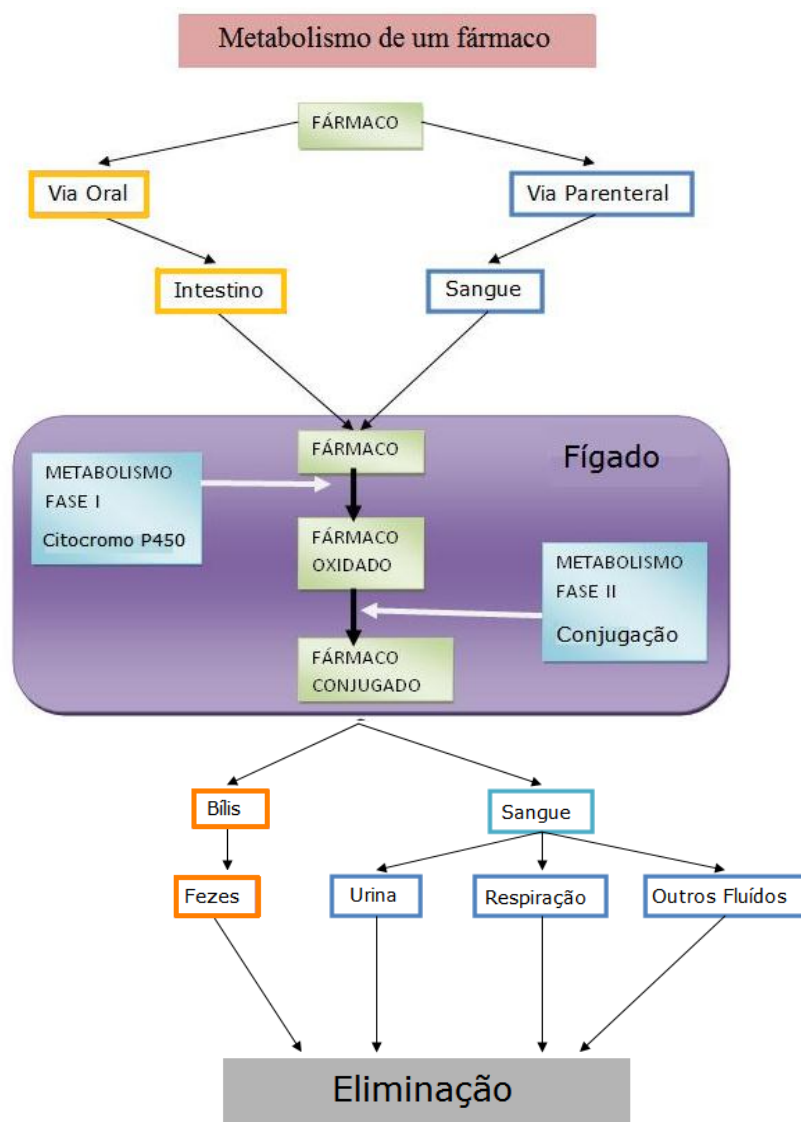 Metabolismo de um fármaco
FÁRMACO
Via Oral
Via Parenteral
Intestino
Sangue
FÁRMACO
Fígado
METABOLISMO
FASE I
Citocromo P450
FÁRMACO
OXIDADO
METABOLISMO
FASE II
Conjugação
FÁRMACO
CONJUGADO
Bílis
Sangue
Fezes
Urina
Respiração
Outros Fluídos
Eliminação